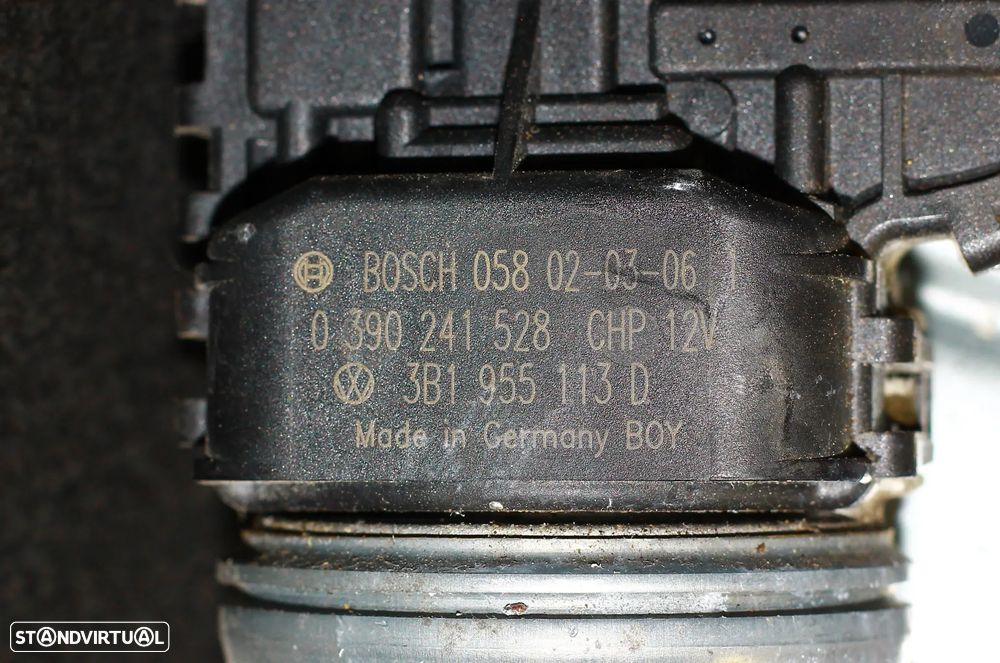 BOSCH 058 02-03-06 1
0 390 241 528 CHP 12V
3B1 955 113 D
Made in Germany BOY
STANDVIRTUAL